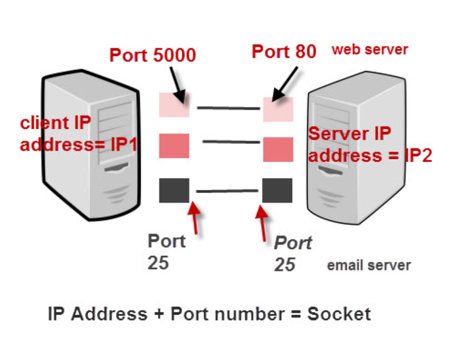 Port 5000
Port 80 web server
client IP
address= IP1
Server IP
address = IP2
Port
25
Port
25 email server
IP Address + Port number = Socket